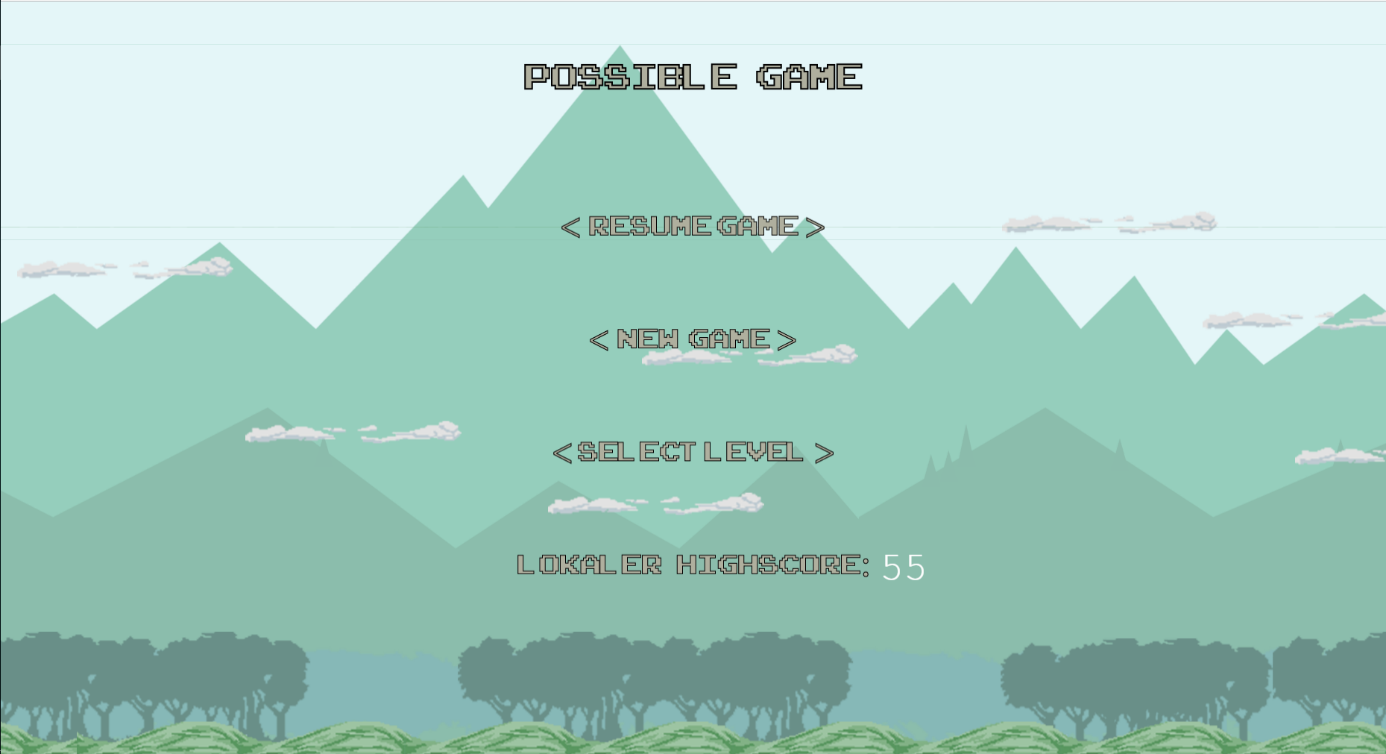 POSSIBLE GAME
< RESUME GAME >
< NEW GAME >
< SELECT LEVEL >
LOKALER HIGHSCORE: 55